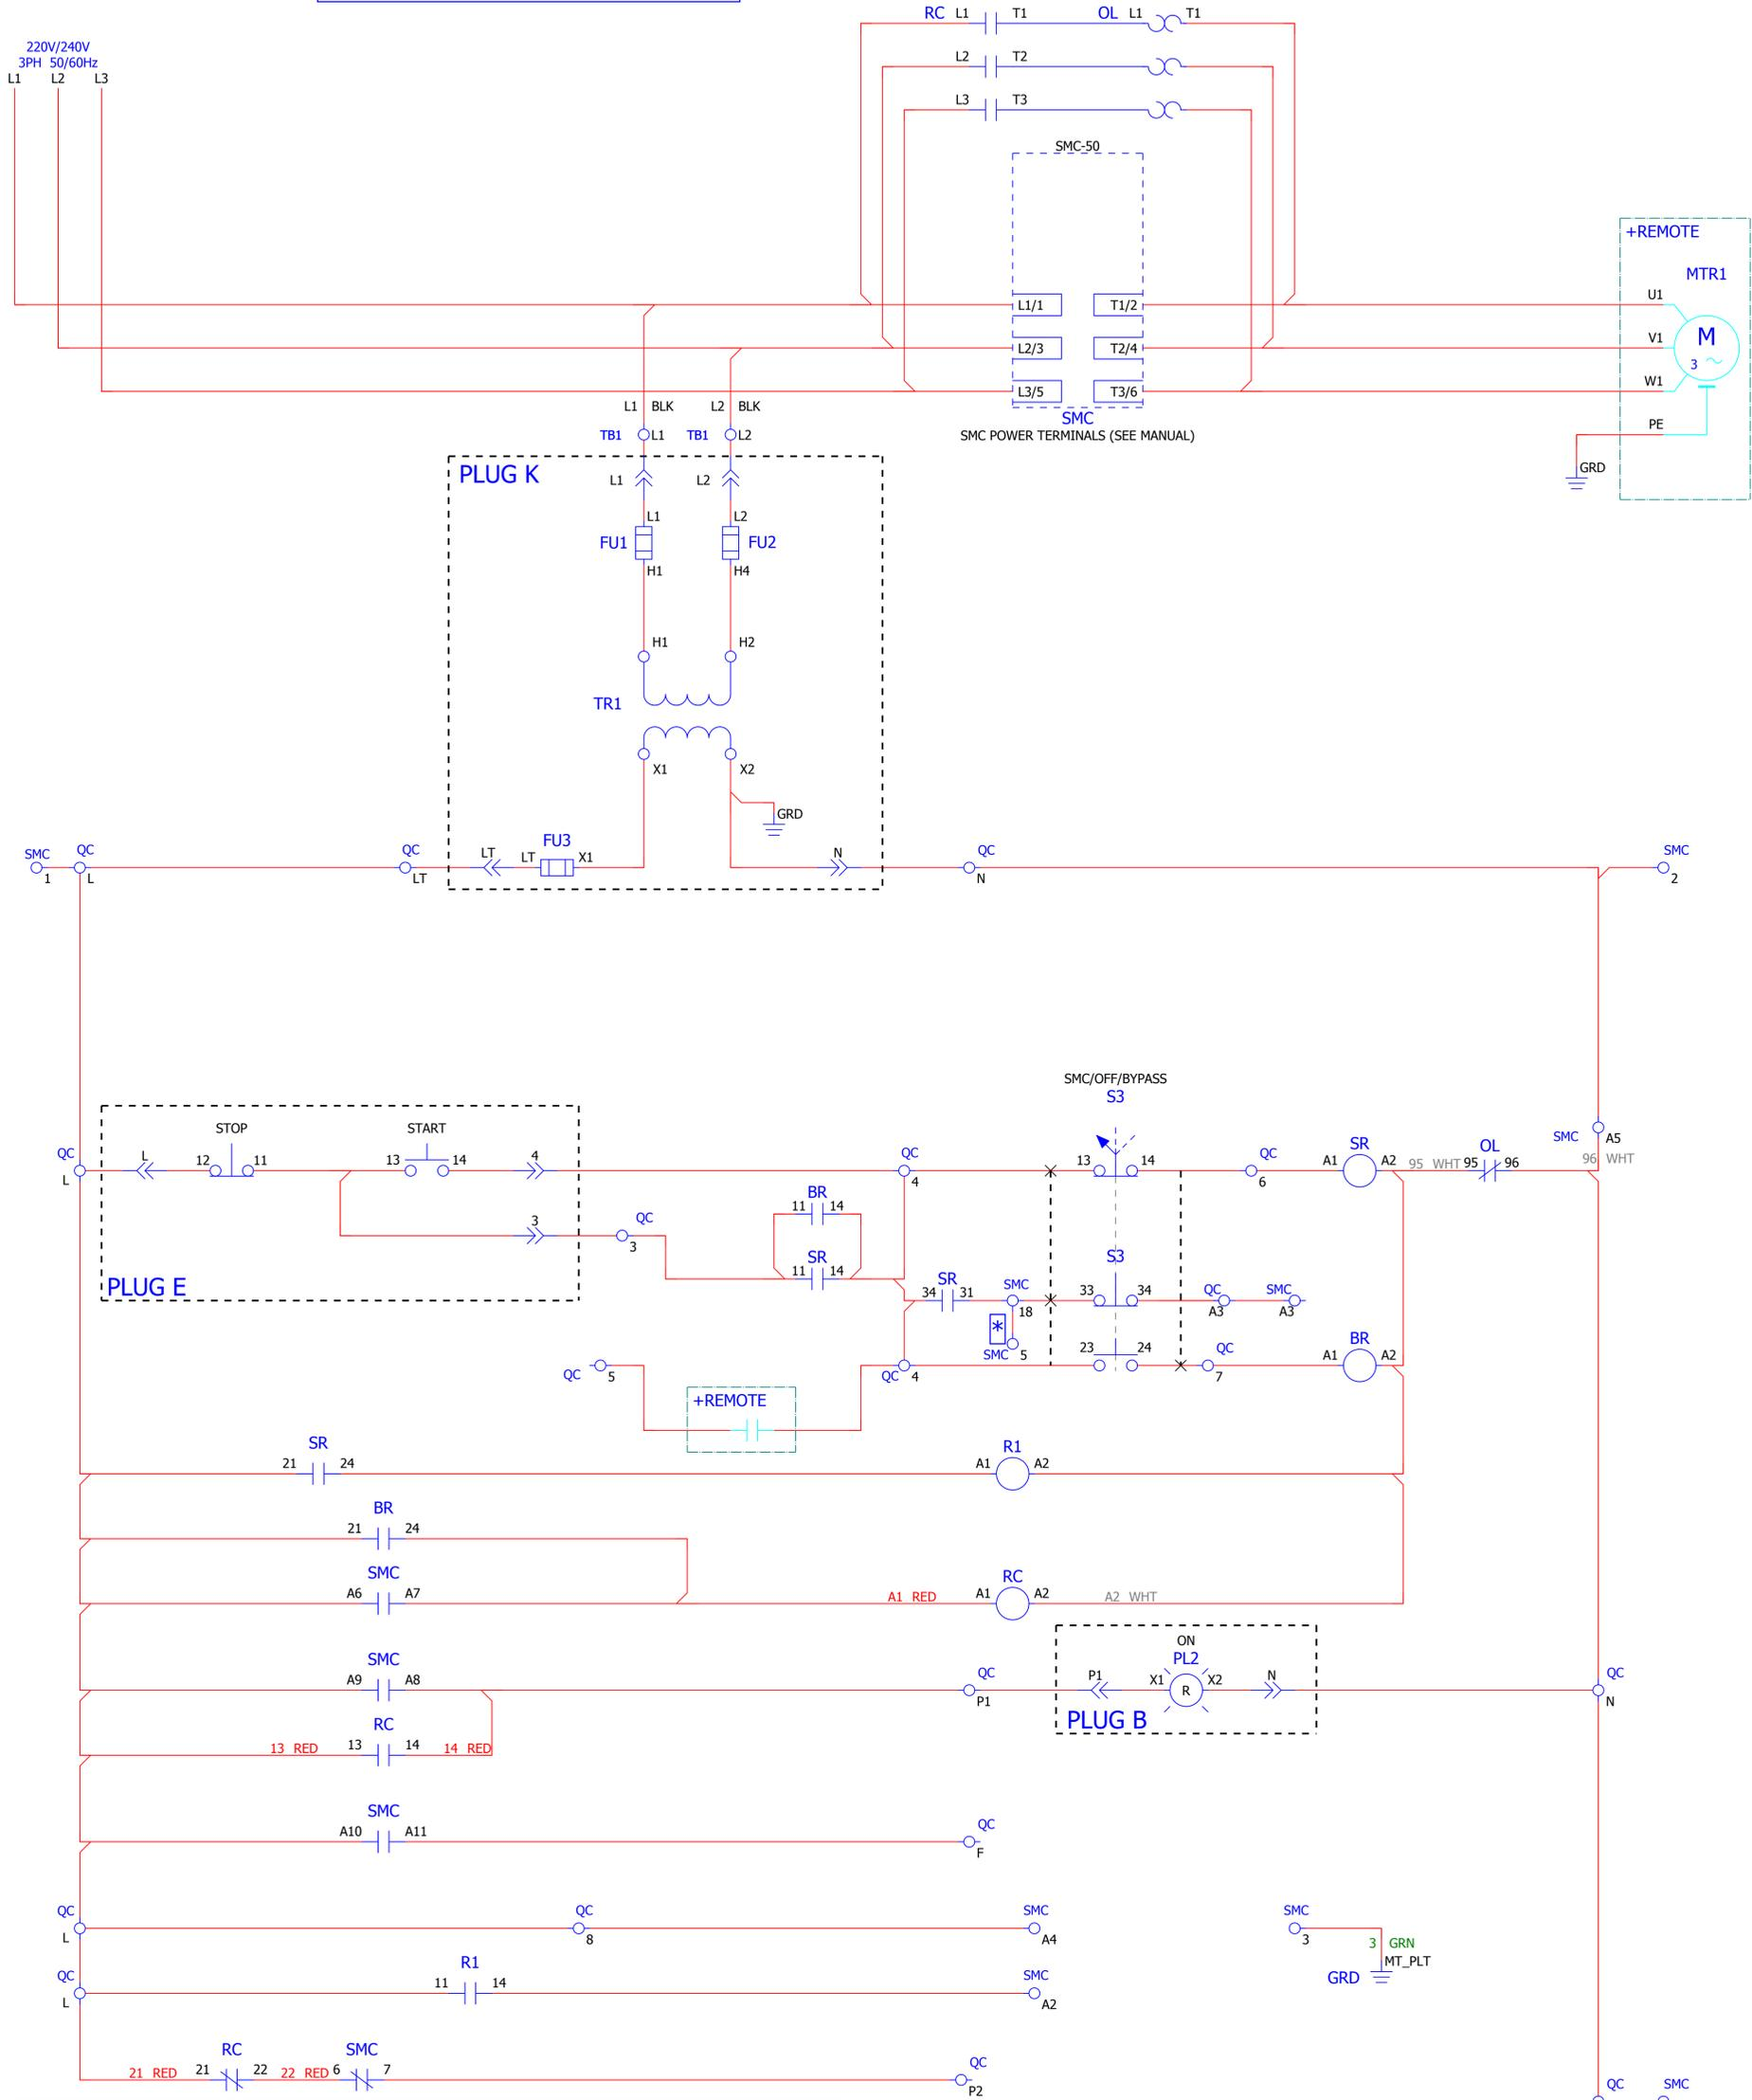 RC L1 T1 OL L1 T1
220V/240V
3PH 50/60Hz
L1 L2 L3
L2 T2
L3 T3
SMC-50
+REMOTE
MTR1
L1/1 T1/2 U1
L2/3 T2/4 V1
M
3
L3/5 T3/6 W1
SMC
SMC POWER TERMINALS (SEE MANUAL)
L1 BLK L2 BLK
TB1 L1 TB1 L2
PE
GRD
PLUG K
L1 L2
L1 L2
FU1 FU2
H1 H4
H1 H2
TR1
X1 X2
GRD
SMC QC QC FU3 QC SMC
LT LT X1 N
1 L LT N 2
SMC/OFF/BYPASS
S3
STOP START
QC L 12 11 13 14 4 QC 13 14 QC SR OL SMC A5
L 4 6 A1 A2 95 WHT 95 96 96 WHT
BR
11 14
3 QC
3
SR
11 14
PLUG E
S3
SR
34 31 SMC 33 34 QC
18 A3 A3
*
SMC 5
23 24 QC BR
QC 5 QC 4 7 A1 A2
+REMOTE
SR R1
21 24 A1 A2
BR
21 24
SMC RC
A6 A7 A1 RED A1 A2 A2 WHT
ON
SMC PL2
A9 A8 QC P1 X1 R X2 N QC
P1 N
PLUG B
RC
13 RED 13 14 14 RED
SMC
A10 A11 QC
F
QC QC SMC SMC
L 8 A4 3
3 GRN
MT_PLT
GRD
QC R1 SMC
11 14
L A2
RC SMC
21 RED 21 22 22 RED 6 7 QC
P2
QC SMC